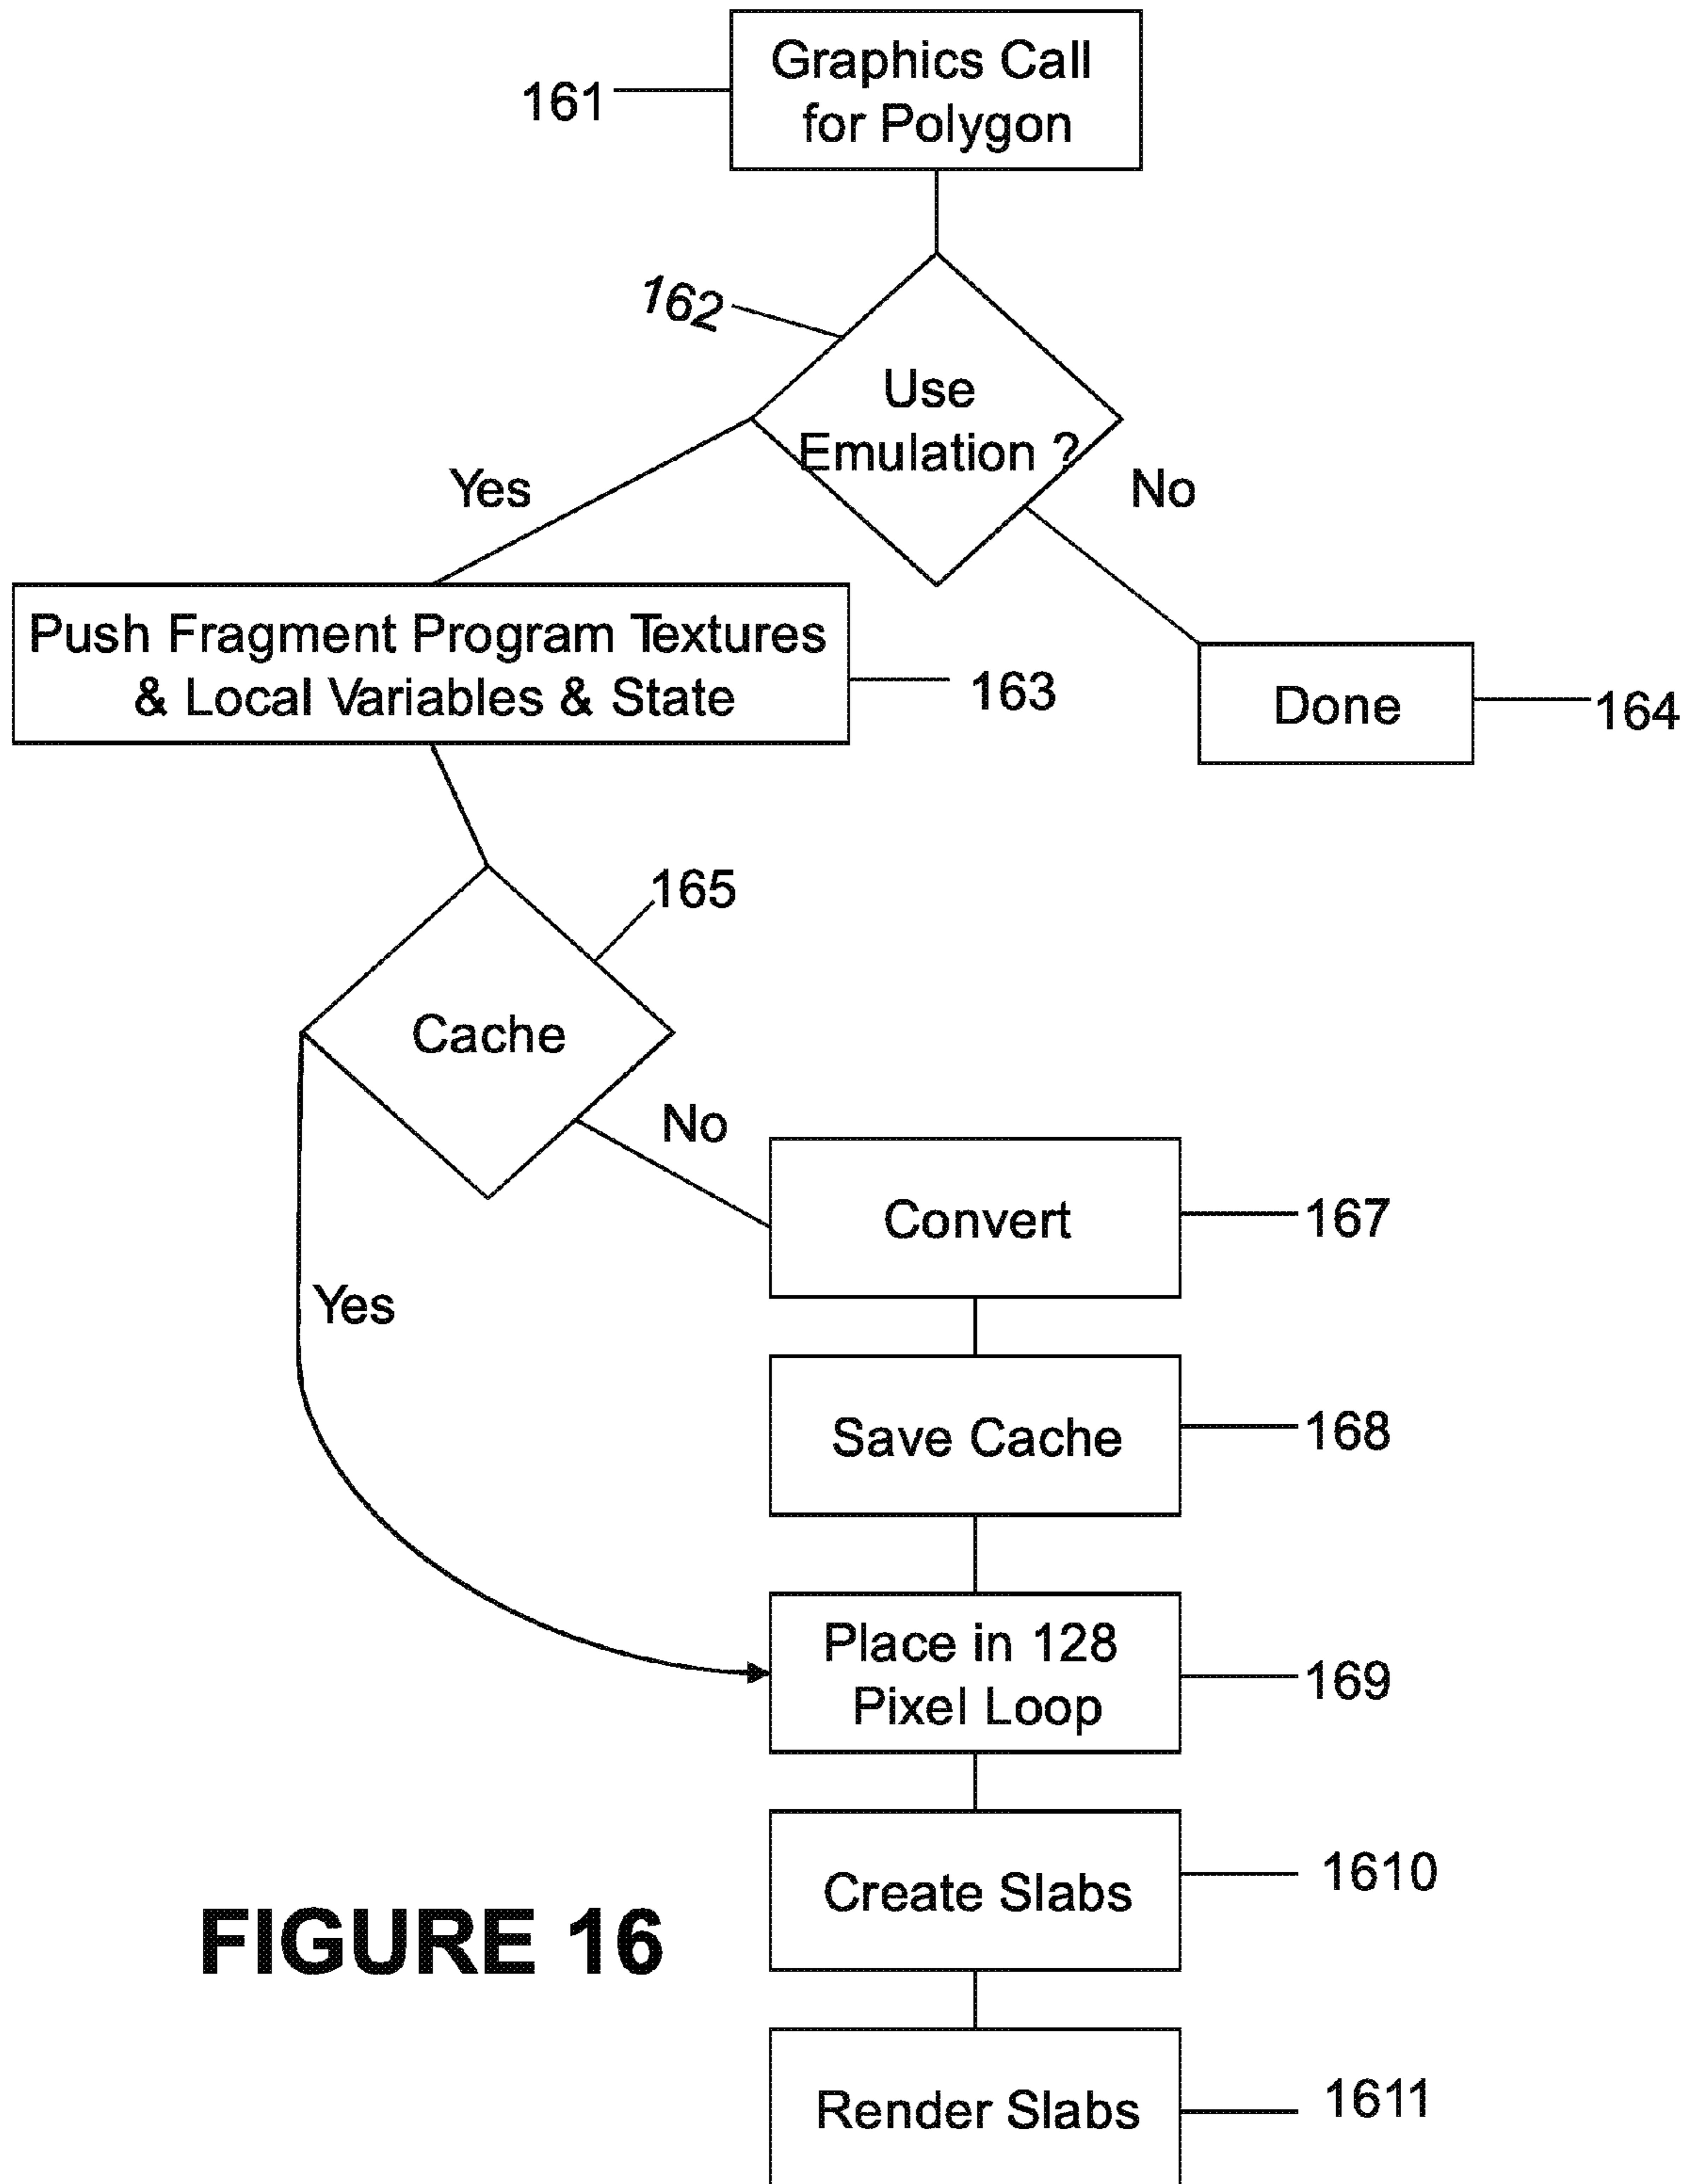 Graphics Call
for Polygon
161
162
Use
Emulation ?
Yes
No
Push Fragment Program Textures
& Local Variables & State
163
Done
164
165
Cache
No
Convert
167
Yes
Save Cache
168
Place in 128
Pixel Loop
169
Create Slabs
1610
FIGURE 16
Render Slabs
1611